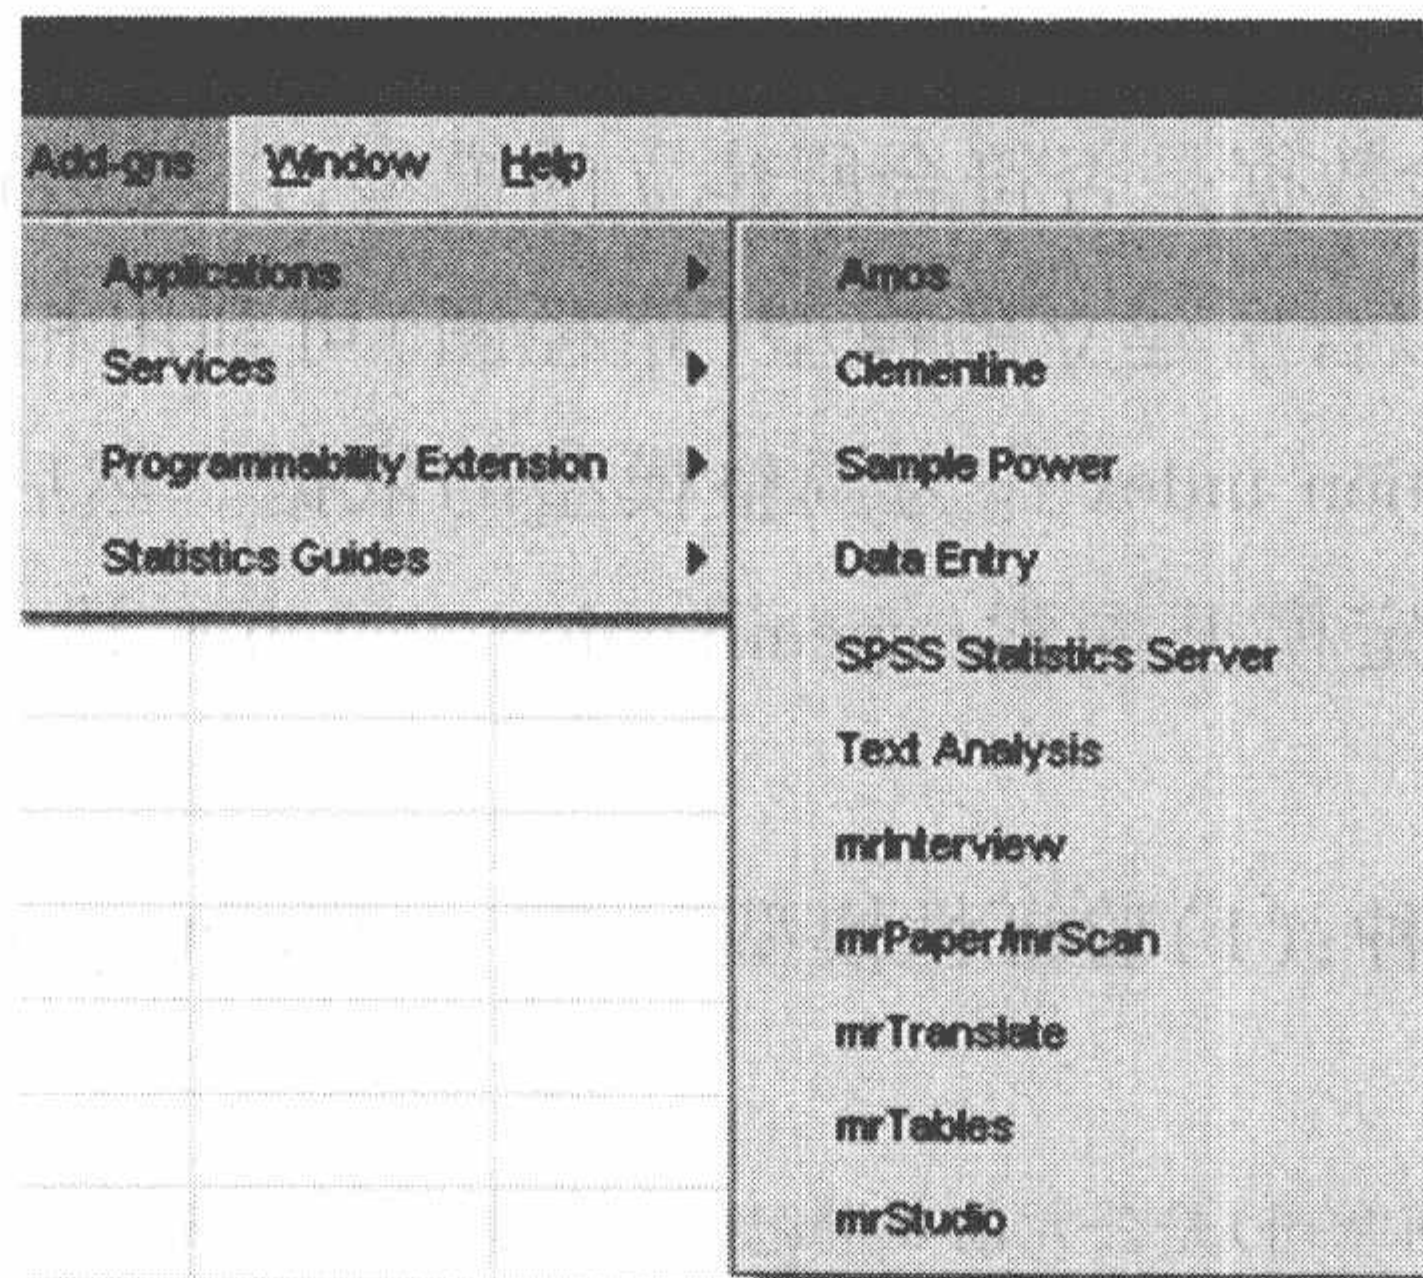 Add-ons Window Help
Applications
Services
Programmability Extension
Statistics Guides
Amos
Clementine
Sample Power
Data Entry
SPSS Statistics Server
Text Analysis
mrInterview
mrPaper/mrScan
mrTranslate
mrTables
mrStudio